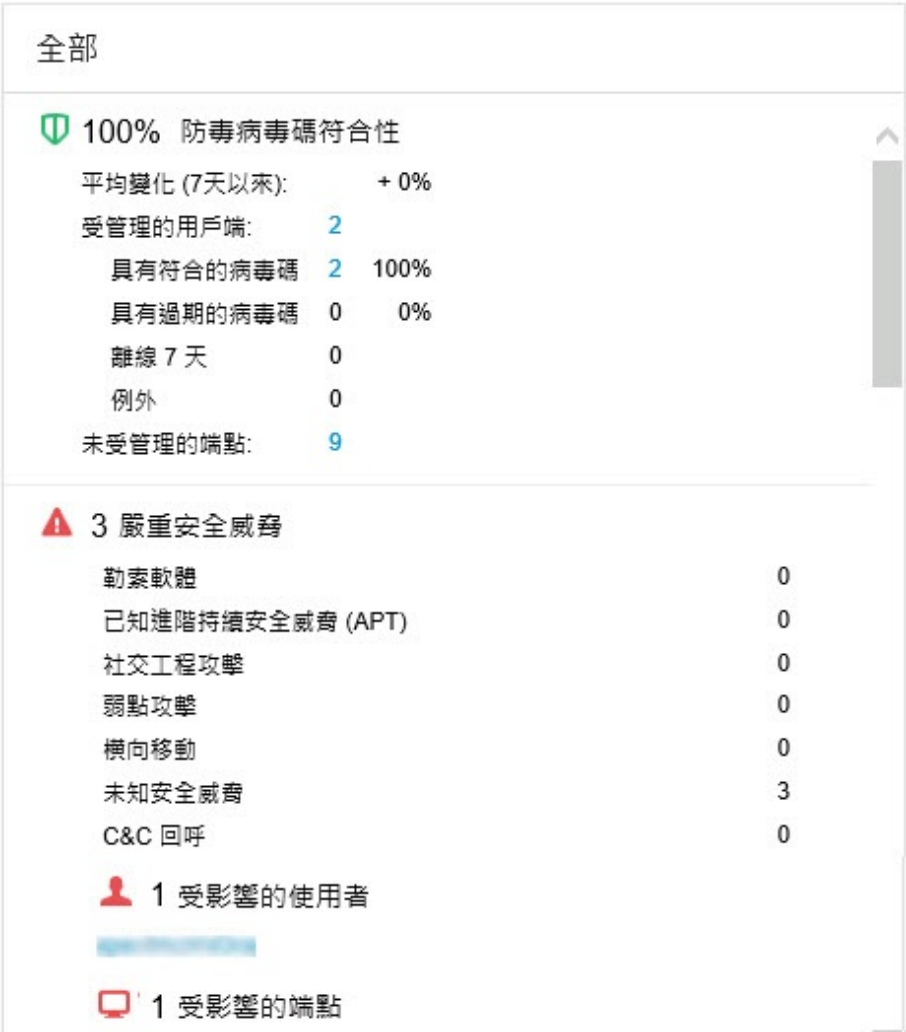 全部
100% 防毒病毒碼符合性
平均變化 (7天以來): + 0%
受管理的用戶端: 2
具有符合的病毒碼 2 100%
具有過期的病毒碼 0 0%
離線 7 天 0
例外 0
未受管理的端點: 9
3 嚴重安全威脅
勒索軟體 0
已知進階持續安全威脅 (APT) 0
社交工程攻擊 0
弱點攻擊 0
橫向移動 0
未知安全威脅 3
C&C 回呼 0
1 受影響的使用者
1 受影響的端點